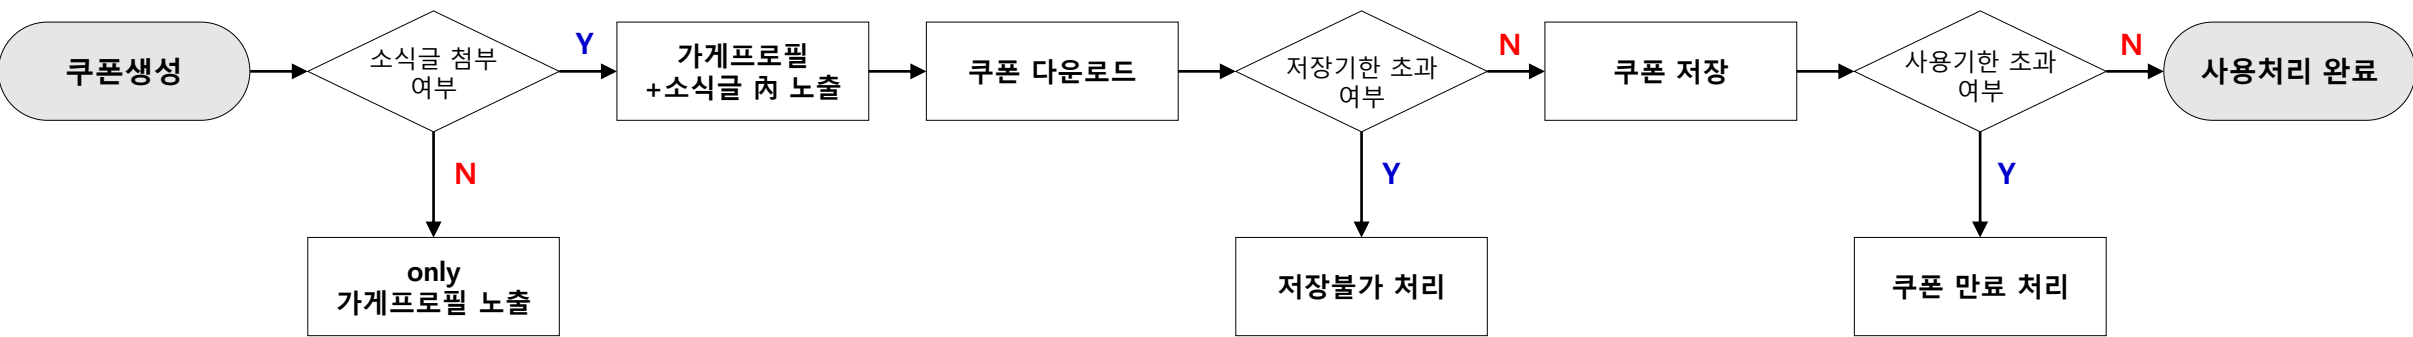 쿠폰생성
소식글 첨부
여부
Y
N
only
가게프로필 노출
가게프로필
+소식글 內 노출
쿠폰 다운로드
저장기한 초과
여부
N
Y
저장불가 처리
쿠폰 저장
사용기한 초과
여부
N
Y
쿠폰 만료 처리
사용처리 완료